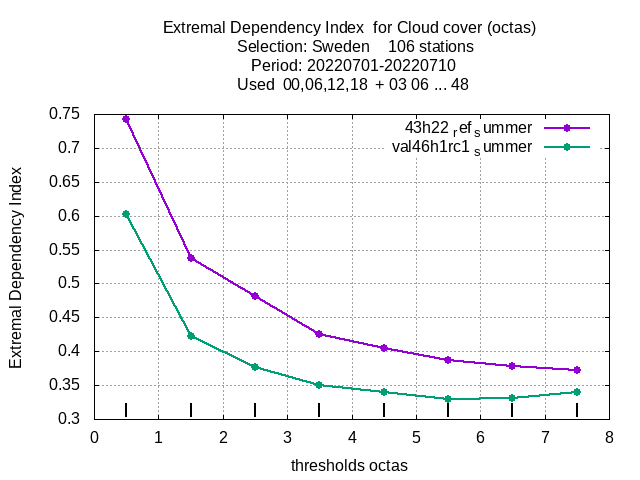 Extremal Dependency Index  for Cloud cover (octas)
Selection: Sweden    106 stations
Period: 20220701-20220710
Used  00,06,12,18  + 03 06 ... 48
0.75
0.7
0.65
0.6
0.55
0.5
0.45
0.4
0.35
0.3
Extremal Dependency Index
43h22 ref summer
val46h1rc1 summer
0 1 2 3 4 5 6 7 8
thresholds octas